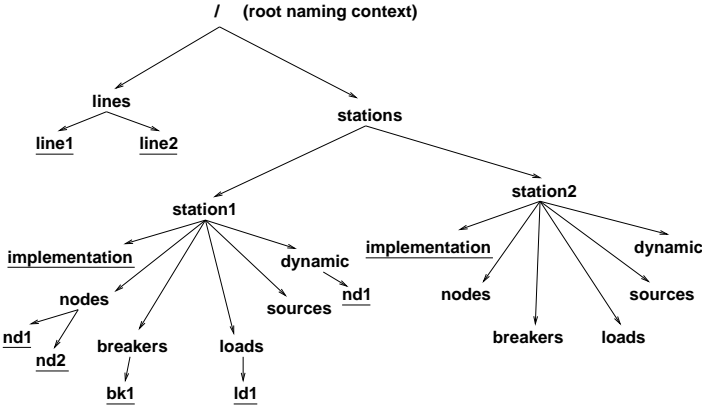 / (root naming context)
lines
stations
line1 line2
station1
station2
implementation
dynamic
implementation
dynamic
nodes
sources
nd1
nodes
sources
nd1
nd2
breakers
loads
breakers
loads
bk1
ld1